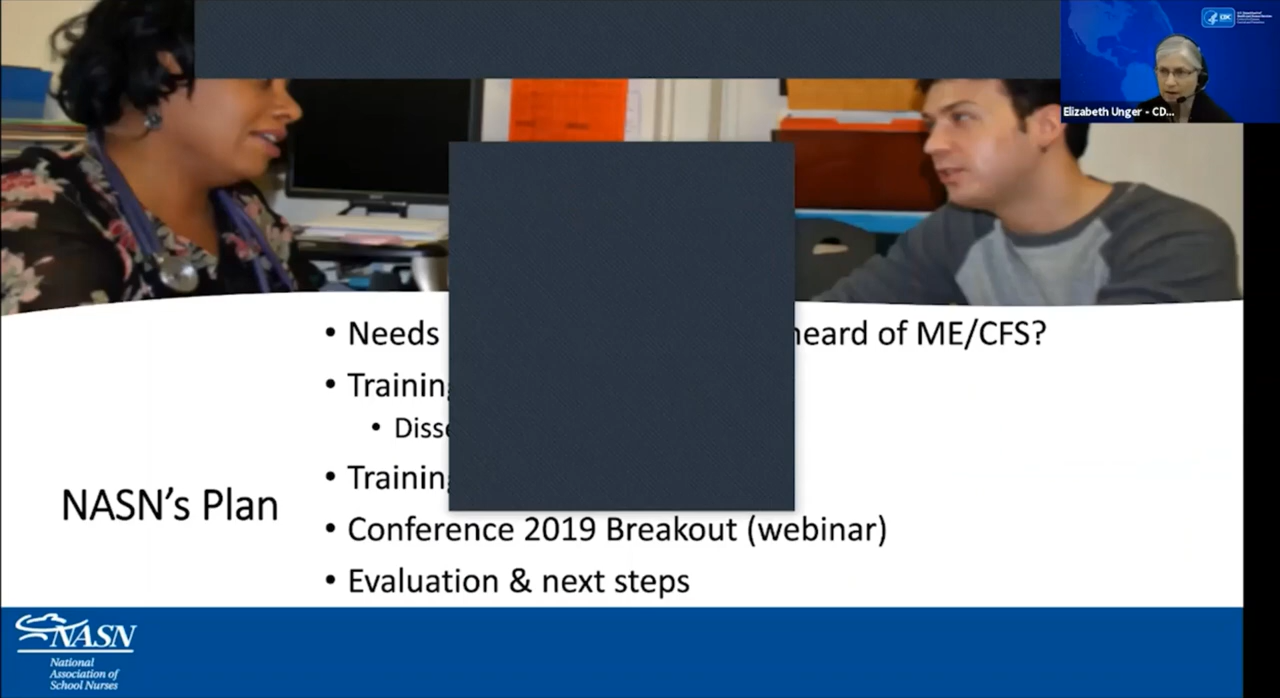 CDC
Elizabeth Unger - CD...
• Needs
heard of ME/CFS?
• Training
• Disse
• Training
NASN's Plan
• Conference 2019 Breakout (webinar)
• Evaluation & next steps
NASN
National
Association of
School Nurses